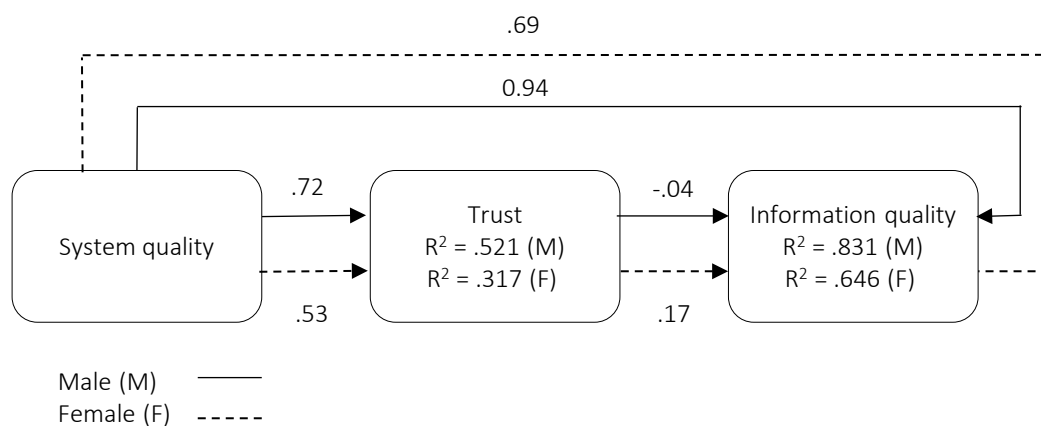 .69
0.94
.72
-.04
System quality
Trust
R² = .521 (M)
R² = .317 (F)
Information quality
R² = .831 (M)
R² = .646 (F)
.53
.17
Male (M)
Female (F)